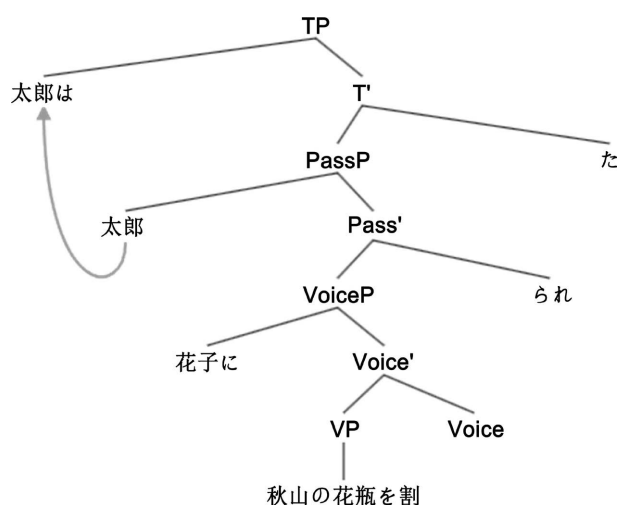 TP
太郎は
T'
PassP
た
太郎
Pass'
VoiceP
られ
花子に
Voice'
VP
Voice
秋山の花瓶を割